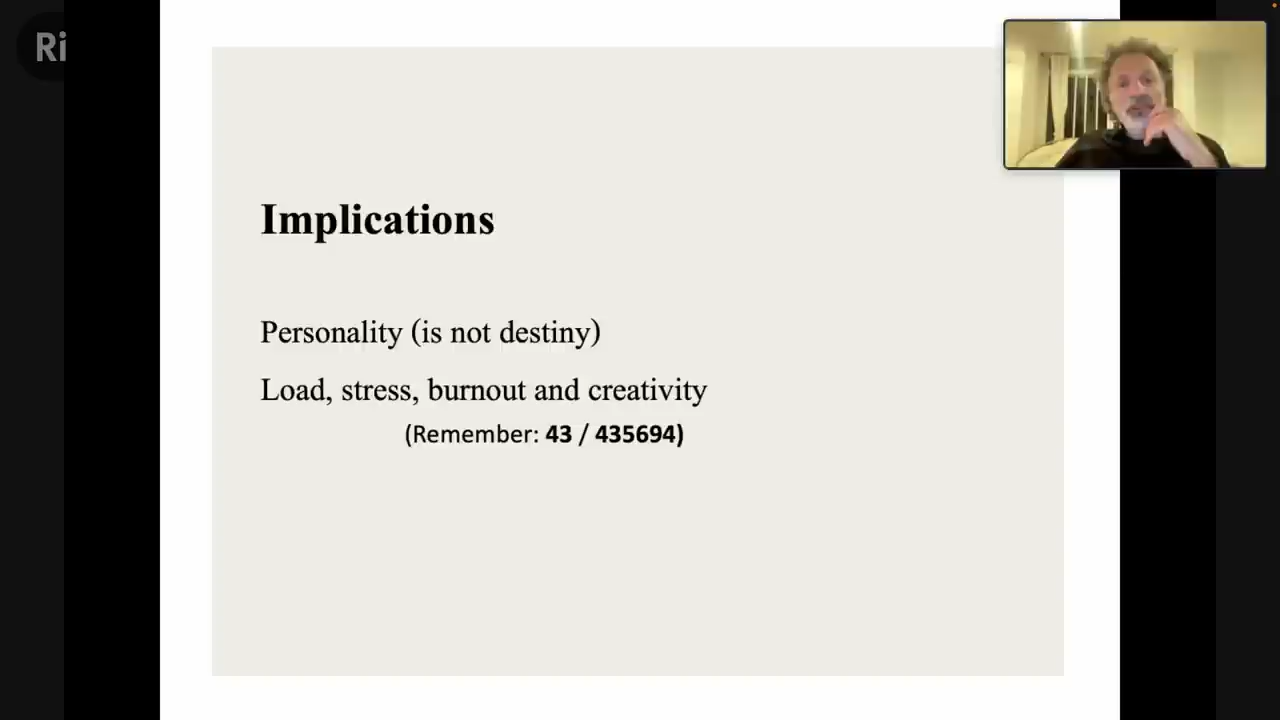 Ri
Implications
Personality (is not destiny)
Load, stress, burnout and creativity
(Remember: 43 / 435694)